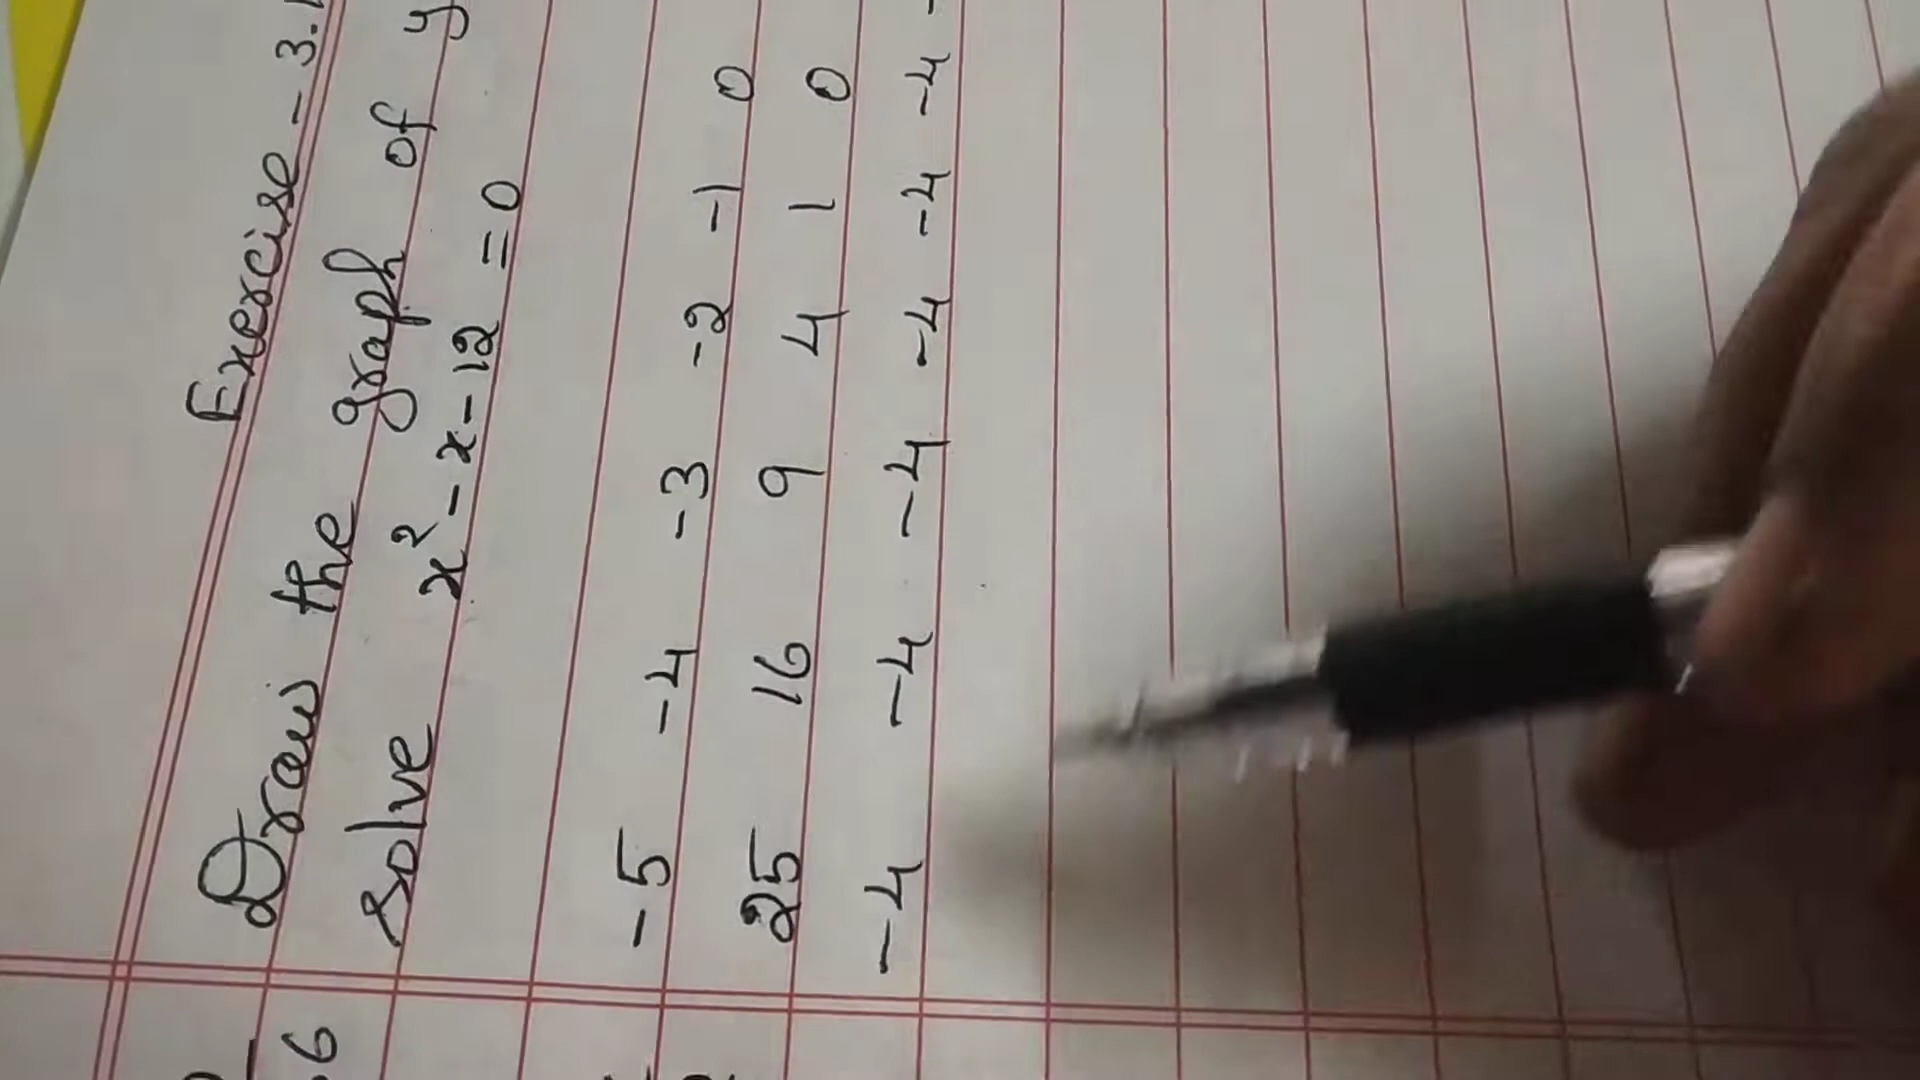 Exercise - 3.1
Draw the graph of y
6 solve x² - x - 12 = 0
-5 -4 -3 -2 -1 0
25 16 9 4 1 0
-4 -4 -4 -4 -4 -4